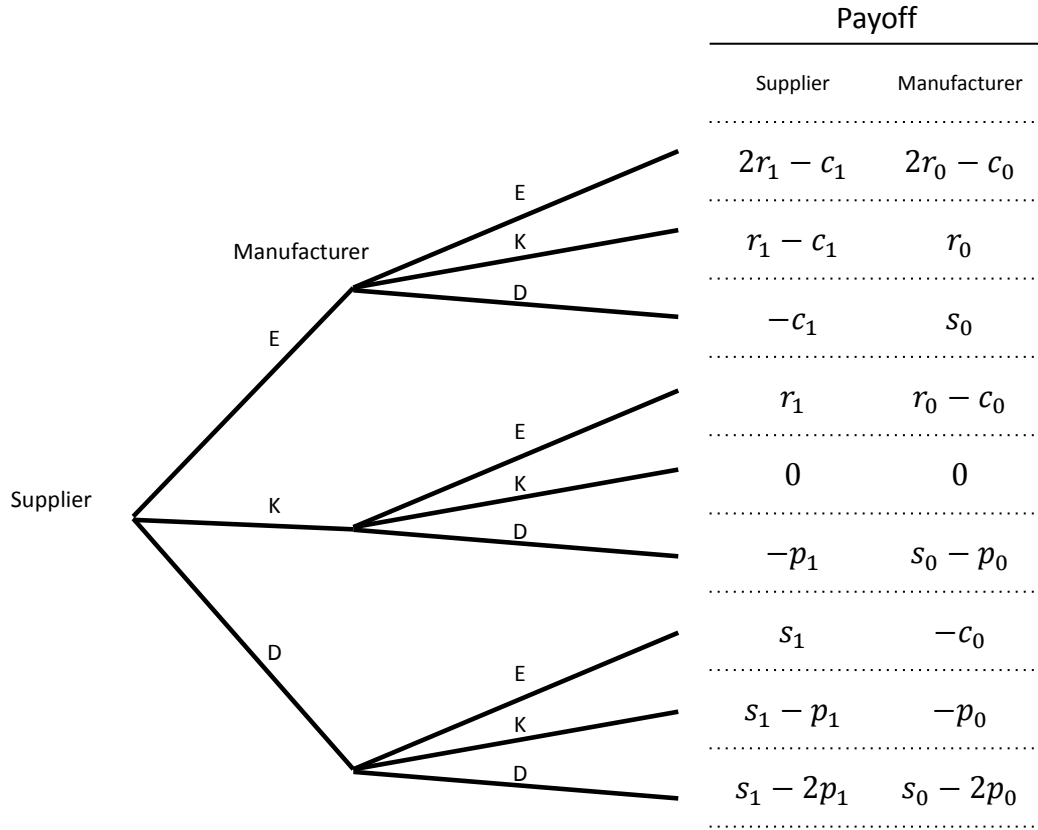 Payoff
Supplier Manufacturer
E 2r₁ − c₁ 2r₀ − c₀
Manufacturer K r₁ − c₁ r₀
D −c₁ s₀
E
E r₁ r₀ − c₀
K 0 0
Supplier K
D −p₁ s₀ − p₀
D
E s₁ −c₀
K s₁ − p₁ −p₀
D s₁ − 2p₁ s₀ − 2p₀